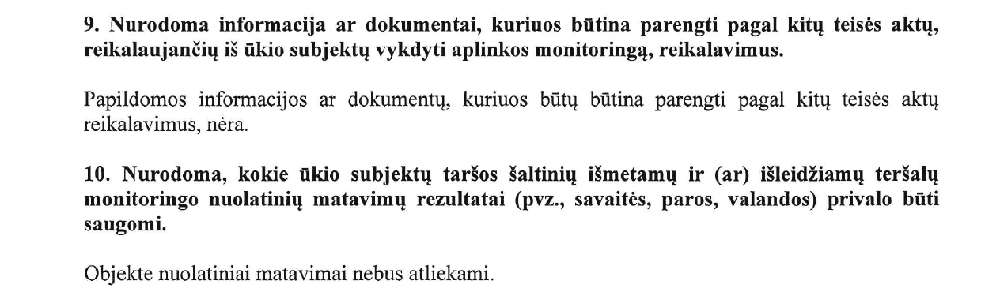 9. Nurodoma informacija ar dokumentai, kuriuos būtina parengti pagal kitų teisės aktų,
reikalaujančių iš ūkio subjektų vykdyti aplinkos monitoringą, reikalavimus.
Papildomos informacijos ar dokumentų, kuriuos būtų būtina parengti pagal kitų teisės aktų
reikalavimus, nėra.
10. Nurodoma, kokie ūkio subjektų taršos šaltinių išmetamų ir (ar) išleidžiamų teršalų
monitoringo nuolatinių matavimų rezultatai (pvz., savaitės, paros, valandos) privalo būti
saugomi.
Objekte nuolatiniai matavimai nebus atliekami.